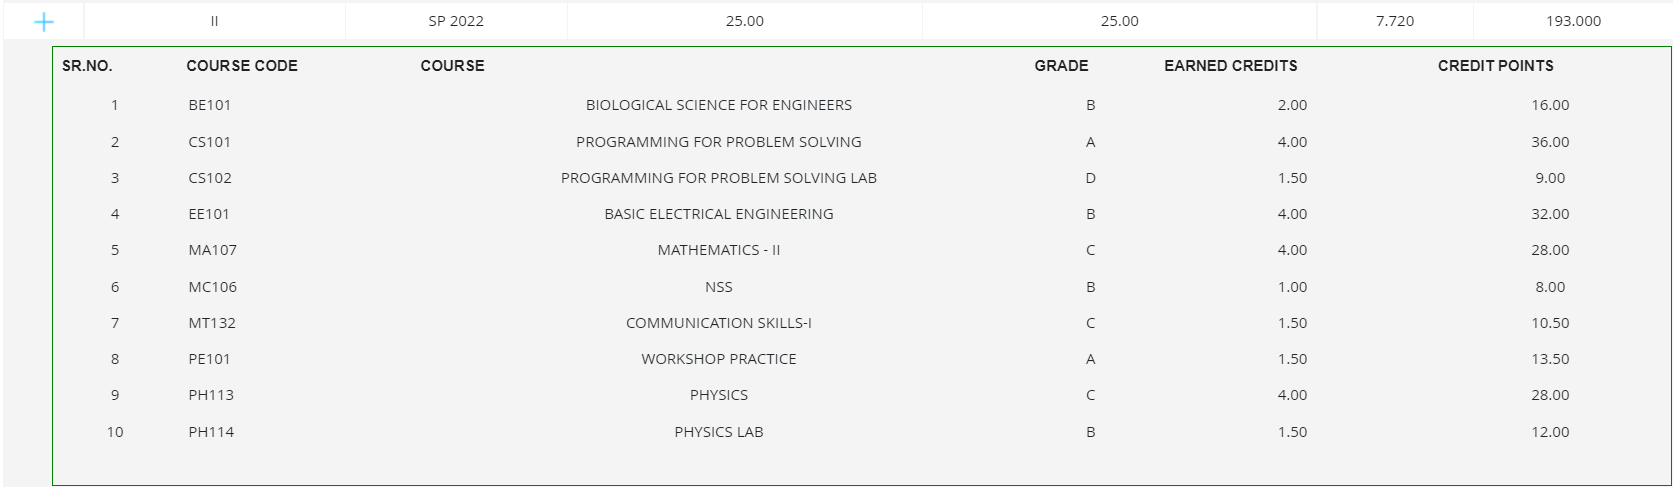 II SP 2022 25.00 25.00 7.720 193.000
SR.NO. COURSE CODE COURSE GRADE EARNED CREDITS CREDIT POINTS
1 BE101 BIOLOGICAL SCIENCE FOR ENGINEERS B 2.00 16.00
2 CS101 PROGRAMMING FOR PROBLEM SOLVING A 4.00 36.00
3 CS102 PROGRAMMING FOR PROBLEM SOLVING LAB D 1.50 9.00
4 EE101 BASIC ELECTRICAL ENGINEERING B 4.00 32.00
5 MA107 MATHEMATICS - II C 4.00 28.00
6 MC106 NSS B 1.00 8.00
7 MT132 COMMUNICATION SKILLS-I C 1.50 10.50
8 PE101 WORKSHOP PRACTICE A 1.50 13.50
9 PH113 PHYSICS C 4.00 28.00
10 PH114 PHYSICS LAB B 1.50 12.00